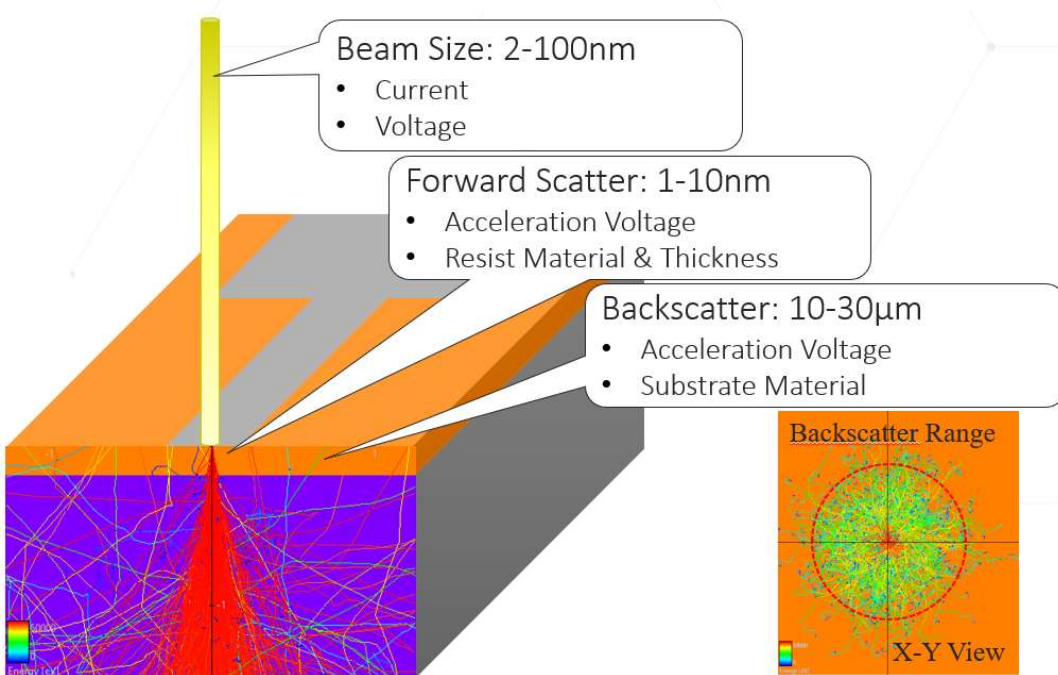 Beam Size: 2-100nm
• Current
• Voltage
Forward Scatter: 1-10nm
• Acceleration Voltage
• Resist Material & Thickness
Backscatter: 10-30μm
• Acceleration Voltage
• Substrate Material
Backscatter Range
X-Y View